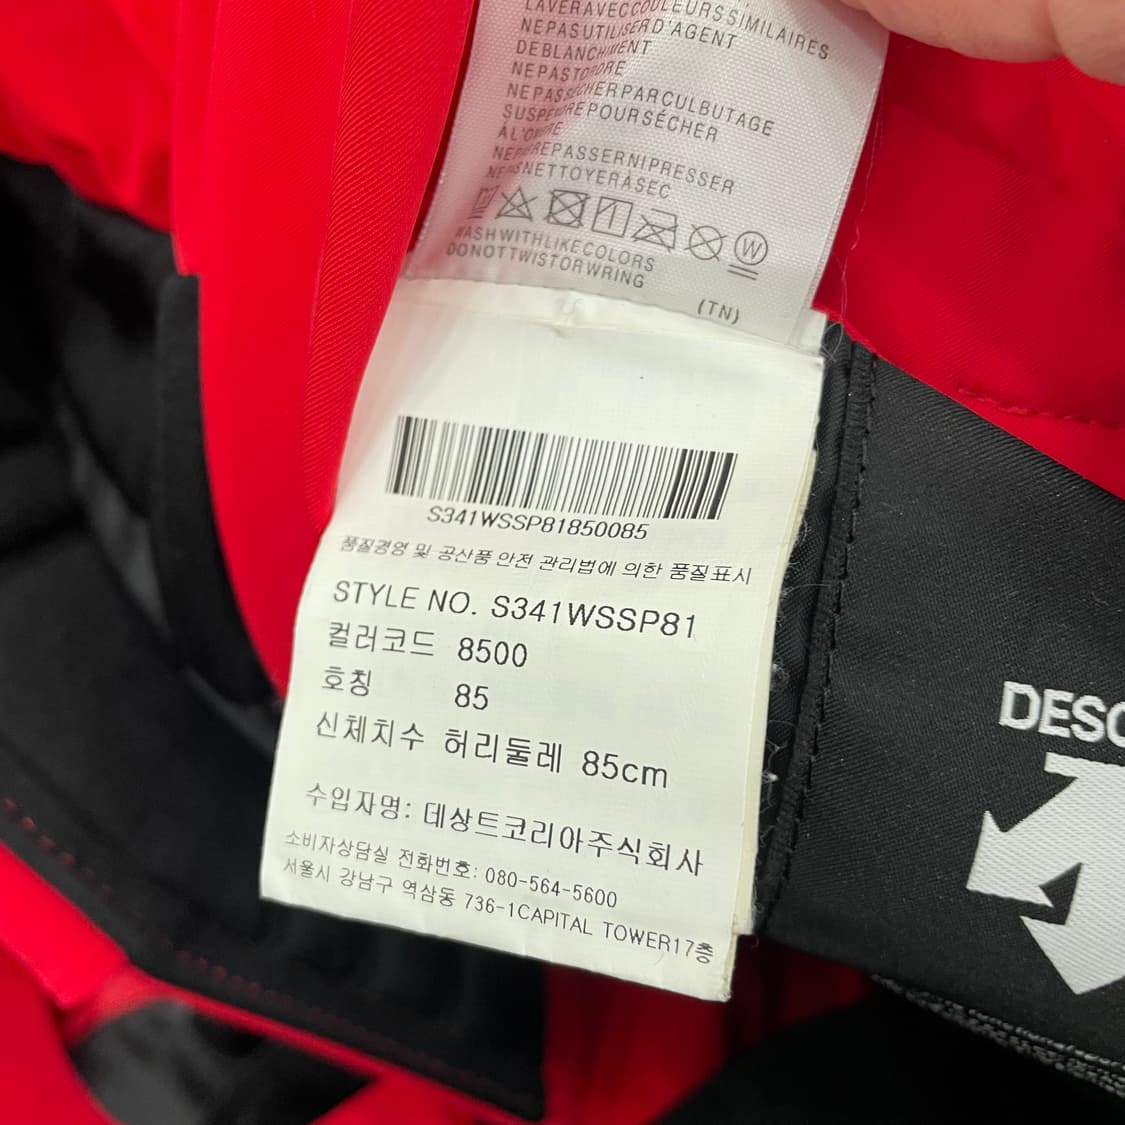 LAVERAVECCOULEURSSIMILAIRES
NEPASUTILISERD'AGENT
DEBLANCHIMENT
NEPASTORDRE
NEPASSÉCHERPARCULBUTAGE
SUSPENDREPOURSÉCHER
ÀL'OMBRE
NEPASREPASSERNIPRESSER
NEPASNETTOYERÀSEC
W
WASHWITHLIKECOLORS
DONOTTWISTORWRING
(TN)
S341WSSP81850085
품질경영 및 공산품 안전 관리법에 의한 품질표시
STYLE NO. S341WSSP81
컬러코드 8500
호칭 85
신체치수 허리둘레 85cm
수입자명: 데상트코리아주식회사
소비자상담실 전화번호: 080-564-5600
서울시 강남구 역삼동 736-1CAPITAL TOWER17층
DESC